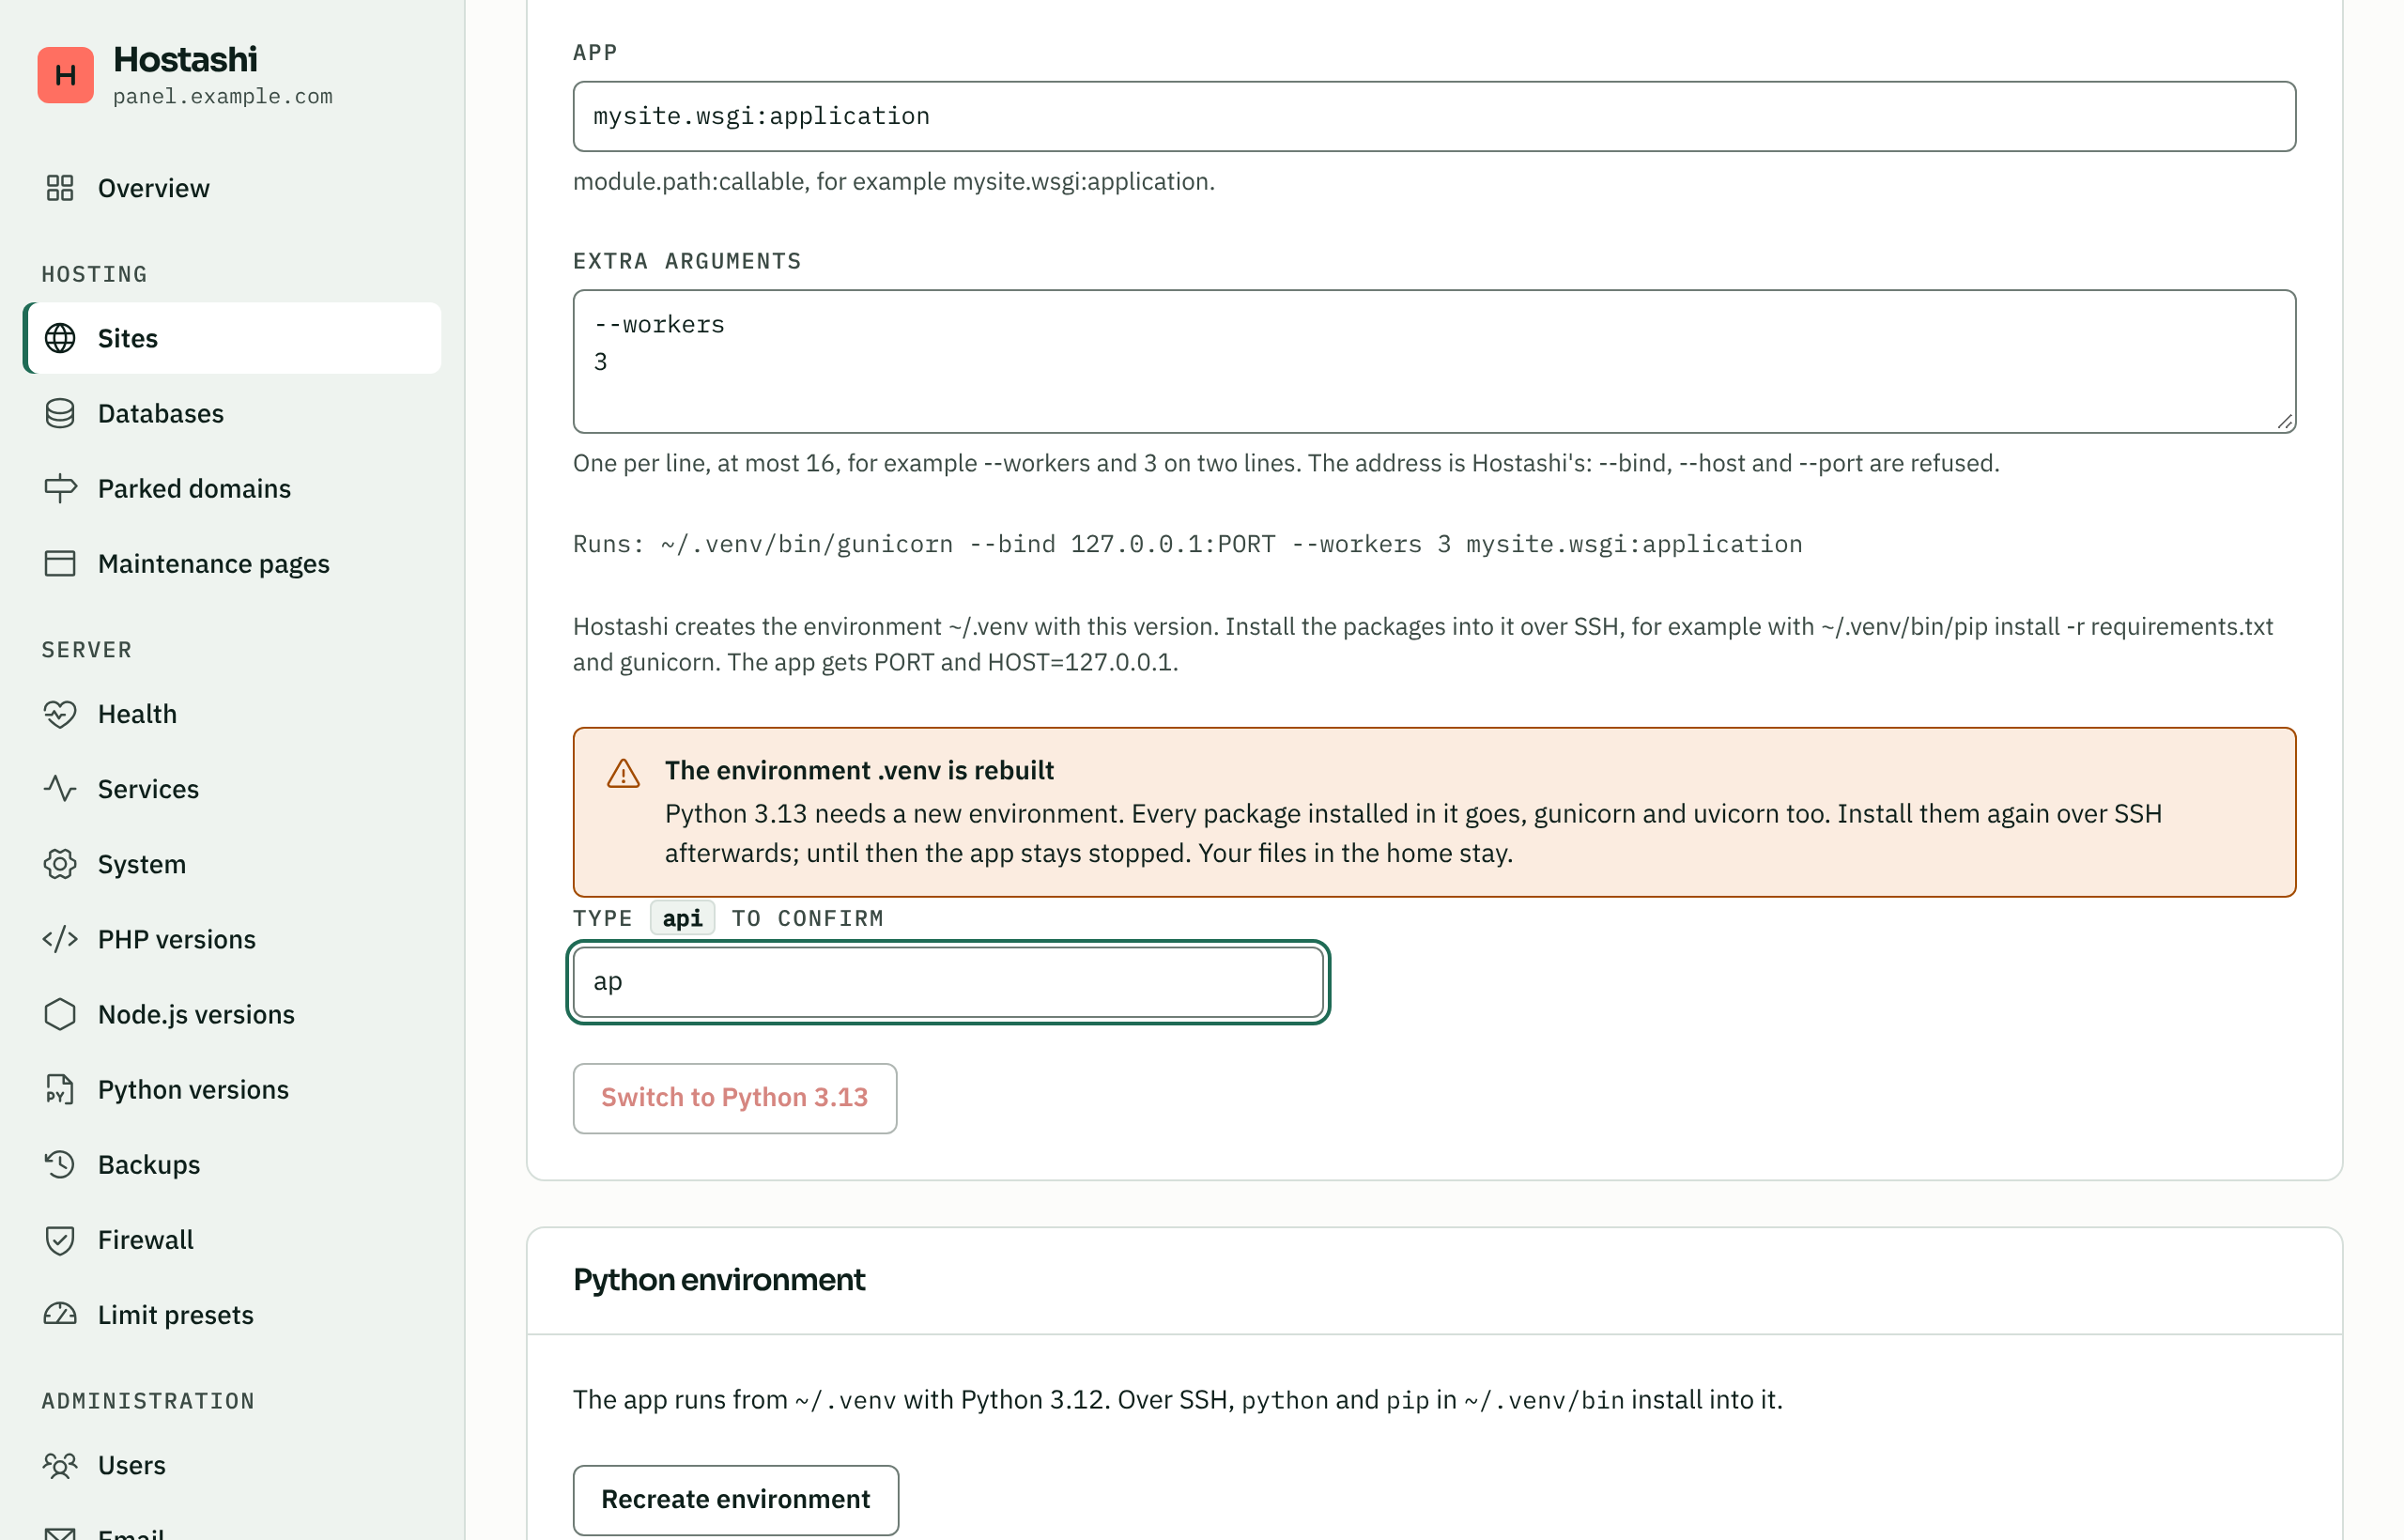 H
Hostashi
panel.example.com
Overview
HOSTING
Sites
Databases
Parked domains
Maintenance pages
SERVER
Health
Services
System
PHP versions
Node.js versions
PY
Python versions
Backups
Firewall
Limit presets
ADMINISTRATION
Users
Email
APP
mysite.wsgi:application
module.path:callable, for example mysite.wsgi:application.
EXTRA ARGUMENTS
--workers
3
One per line, at most 16, for example --workers and 3 on two lines. The address is Hostashi's: --bind, --host and --port are refused.
Runs: ~/.venv/bin/gunicorn --bind 127.0.0.1:PORT --workers 3 mysite.wsgi:application
Hostashi creates the environment ~/.venv with this version. Install the packages into it over SSH, for example with ~/.venv/bin/pip install -r requirements.txt
and gunicorn. The app gets PORT and HOST=127.0.0.1.
The environment .venv is rebuilt
Python 3.13 needs a new environment. Every package installed in it goes, gunicorn and uvicorn too. Install them again over SSH
afterwards; until then the app stays stopped. Your files in the home stay.
TYPE api TO CONFIRM
ap
Switch to Python 3.13
Python environment
The app runs from ~/.venv with Python 3.12. Over SSH, python and pip in ~/.venv/bin install into it.
Recreate environment